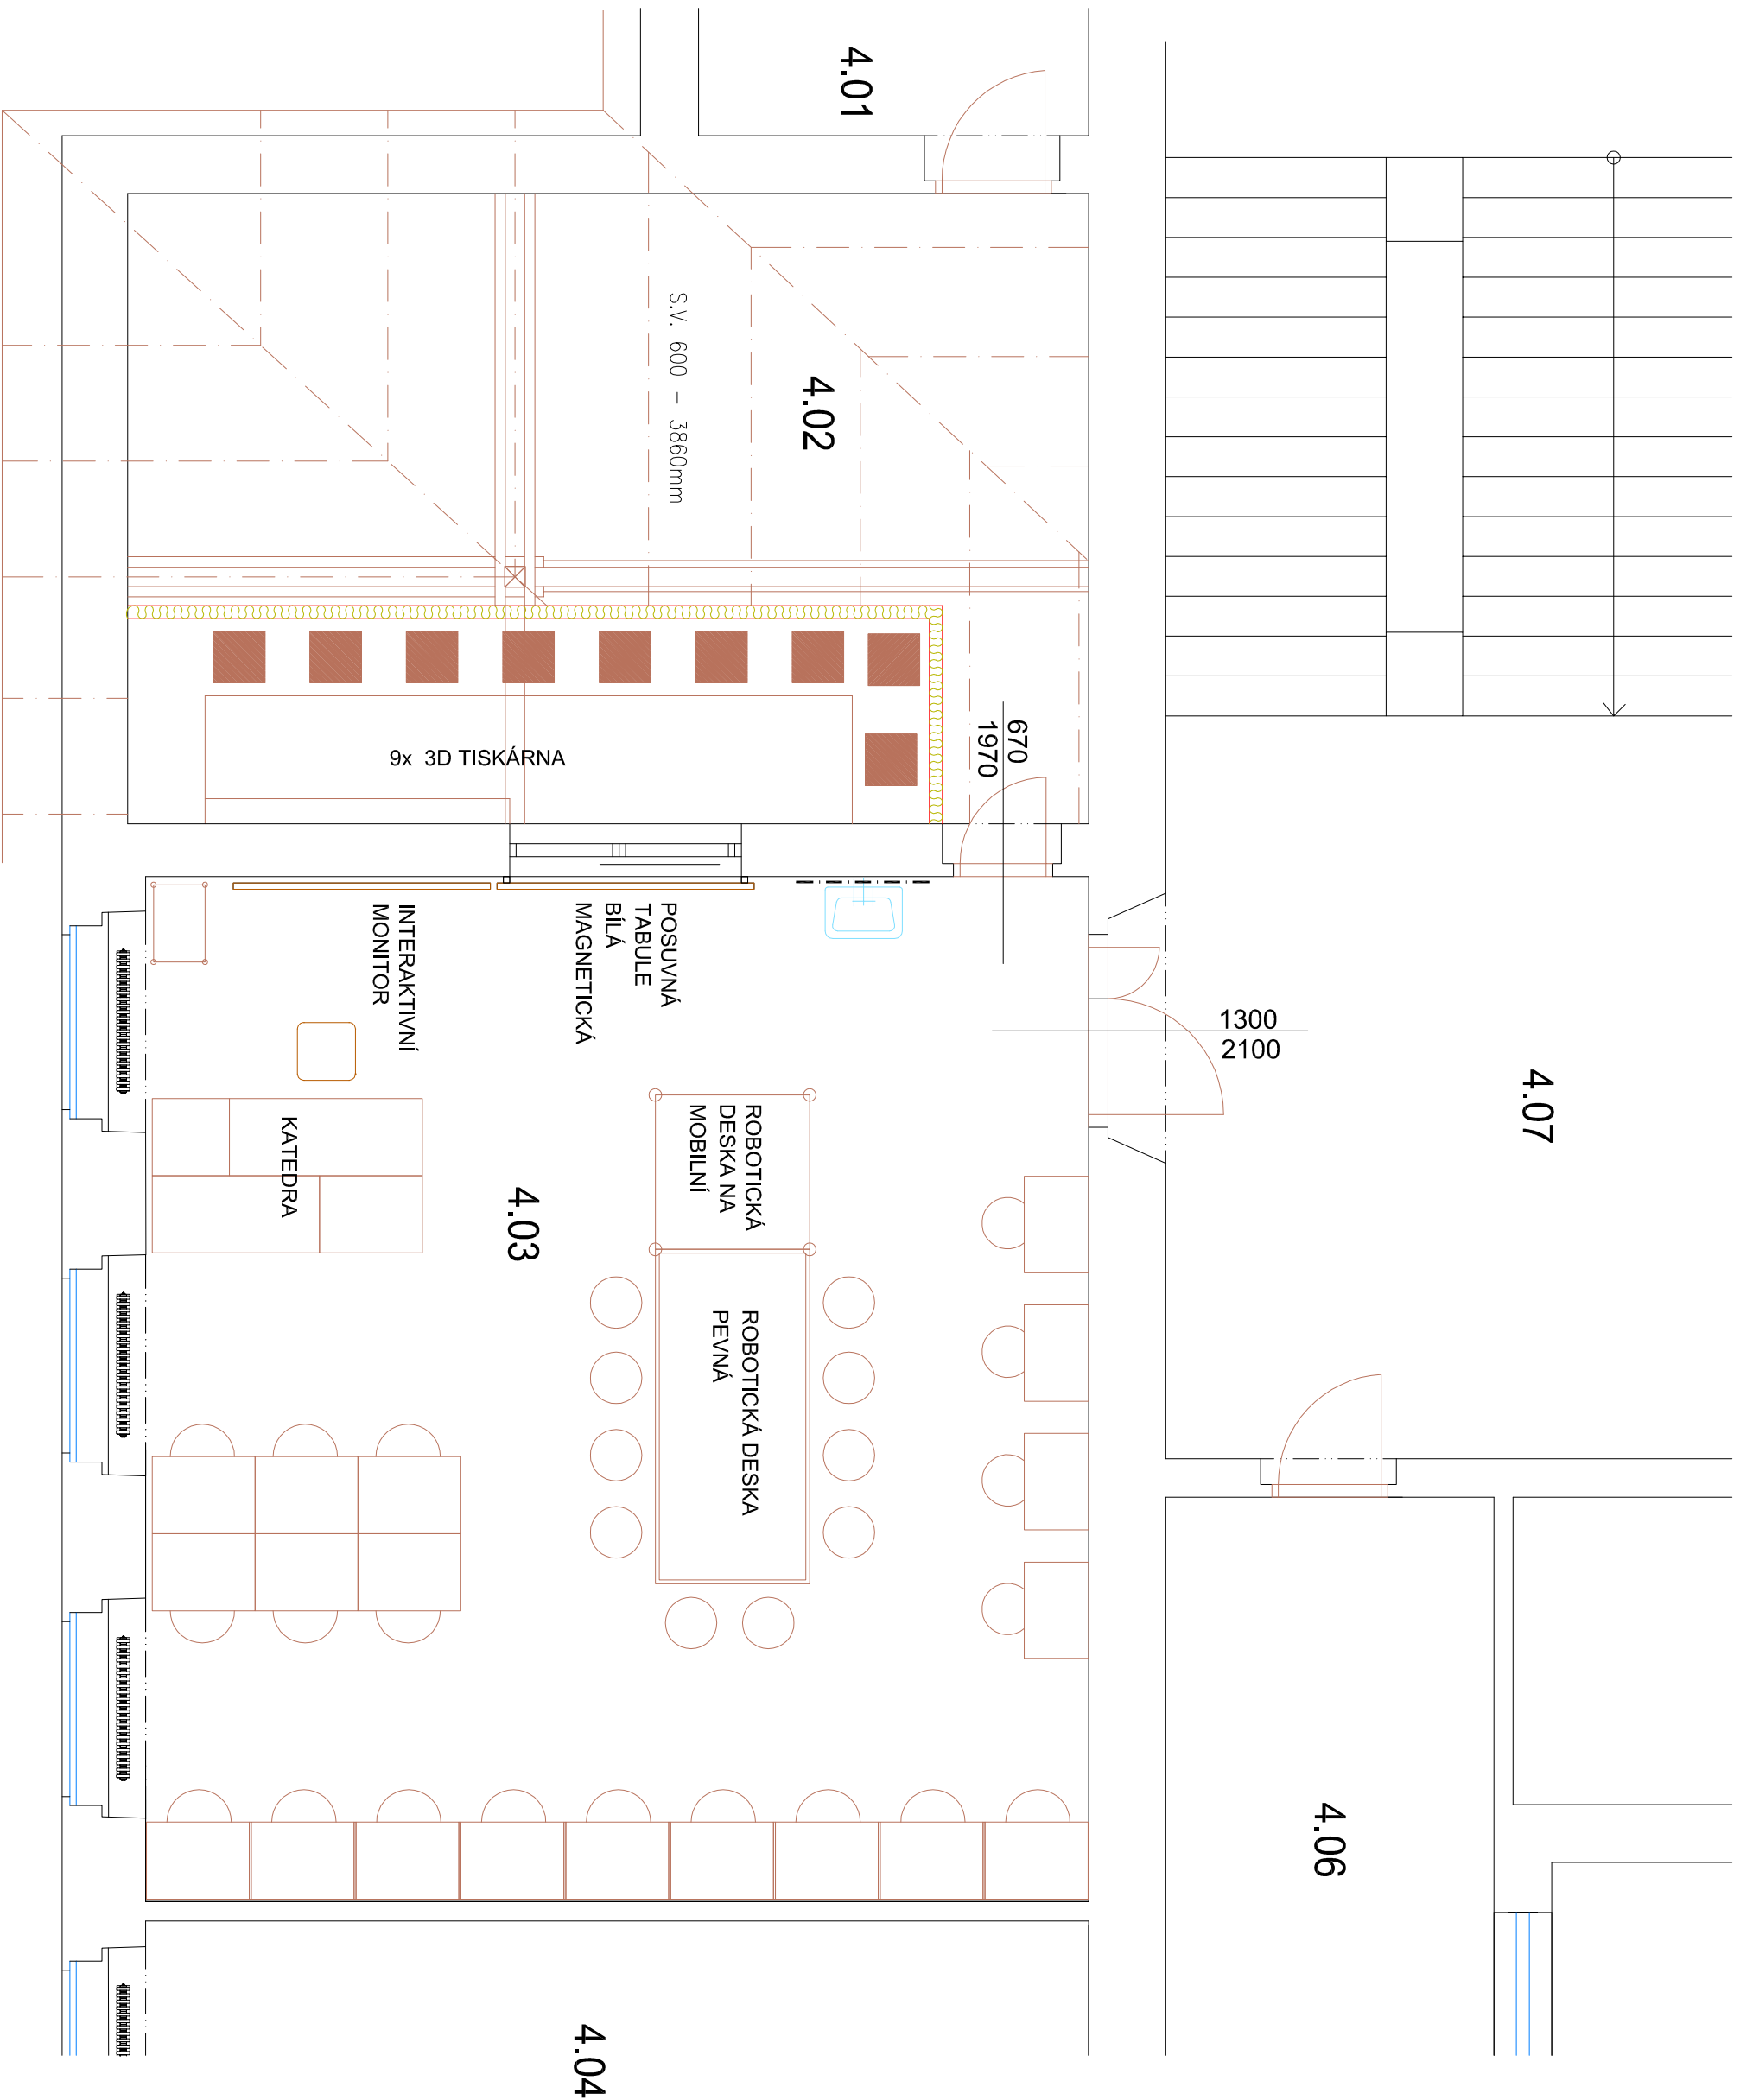 4.01
4.02
S.V. 600 - 3860mm
670
1970
9x 3D TISKÁRNA
POSUVNÁ
TABULE
BÍLÁ
MAGNETICKÁ
INTERAKTIVNÍ
MONITOR
1300
2100
4.07
ROBOTICKÁ
DESKA NA
MOBILNÍ
KATEDRA
4.03
ROBOTICKÁ DESKA
PEVNÁ
4.06
4.04